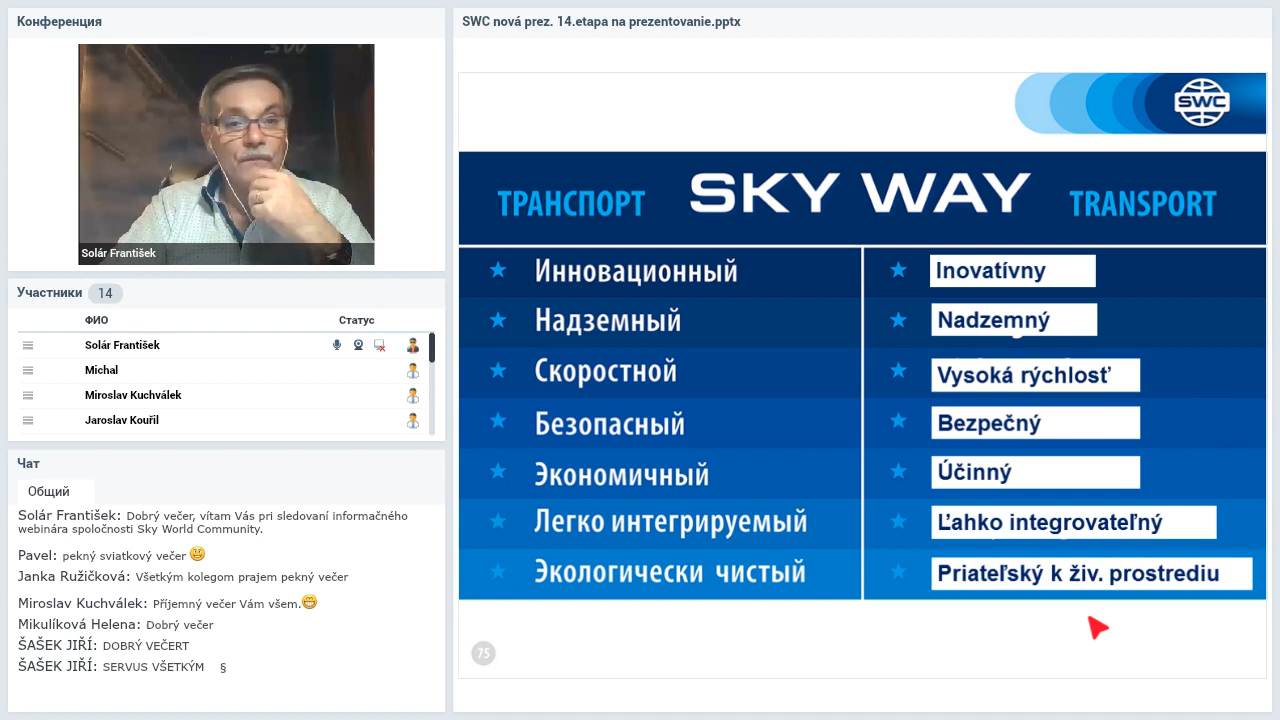 Конференция
Solár František
Участники 14
ФИО Статус
Solár František
Michal
Miroslav Kuchválek
Jaroslav Kouřil
Чат
Общий
Solár František: Dobrý večer, vítam Vás pri sledovaní informačného
webinára spoločnosti Sky World Community.
Pavel: pekný sviatkový večer
Janka Ružičková: Všetkým kolegom prajem pekný večer
Miroslav Kuchválek: Příjemný večer Vám všem.
Mikulíková Helena: Dobrý večer
ŠAŠEK JIŘÍ: DOBRÝ VEČERT
ŠAŠEK JIŘÍ: SERVUS VŠETKÝM §
SWC nová prez. 14.etapa na prezentovanie.pptx
SWC
ТРАНСПОРТ SKY WAY TRANSPORT
Инновационный Inovatívny
Надземный Nadzemný
Скоростной Vysoká rýchlosť
Безопасный Bezpečný
Экономичный Účinný
Легко интегрируемый Ľahko integrovateľný
Экологически чистый Priateľský k živ. prostrediu
75